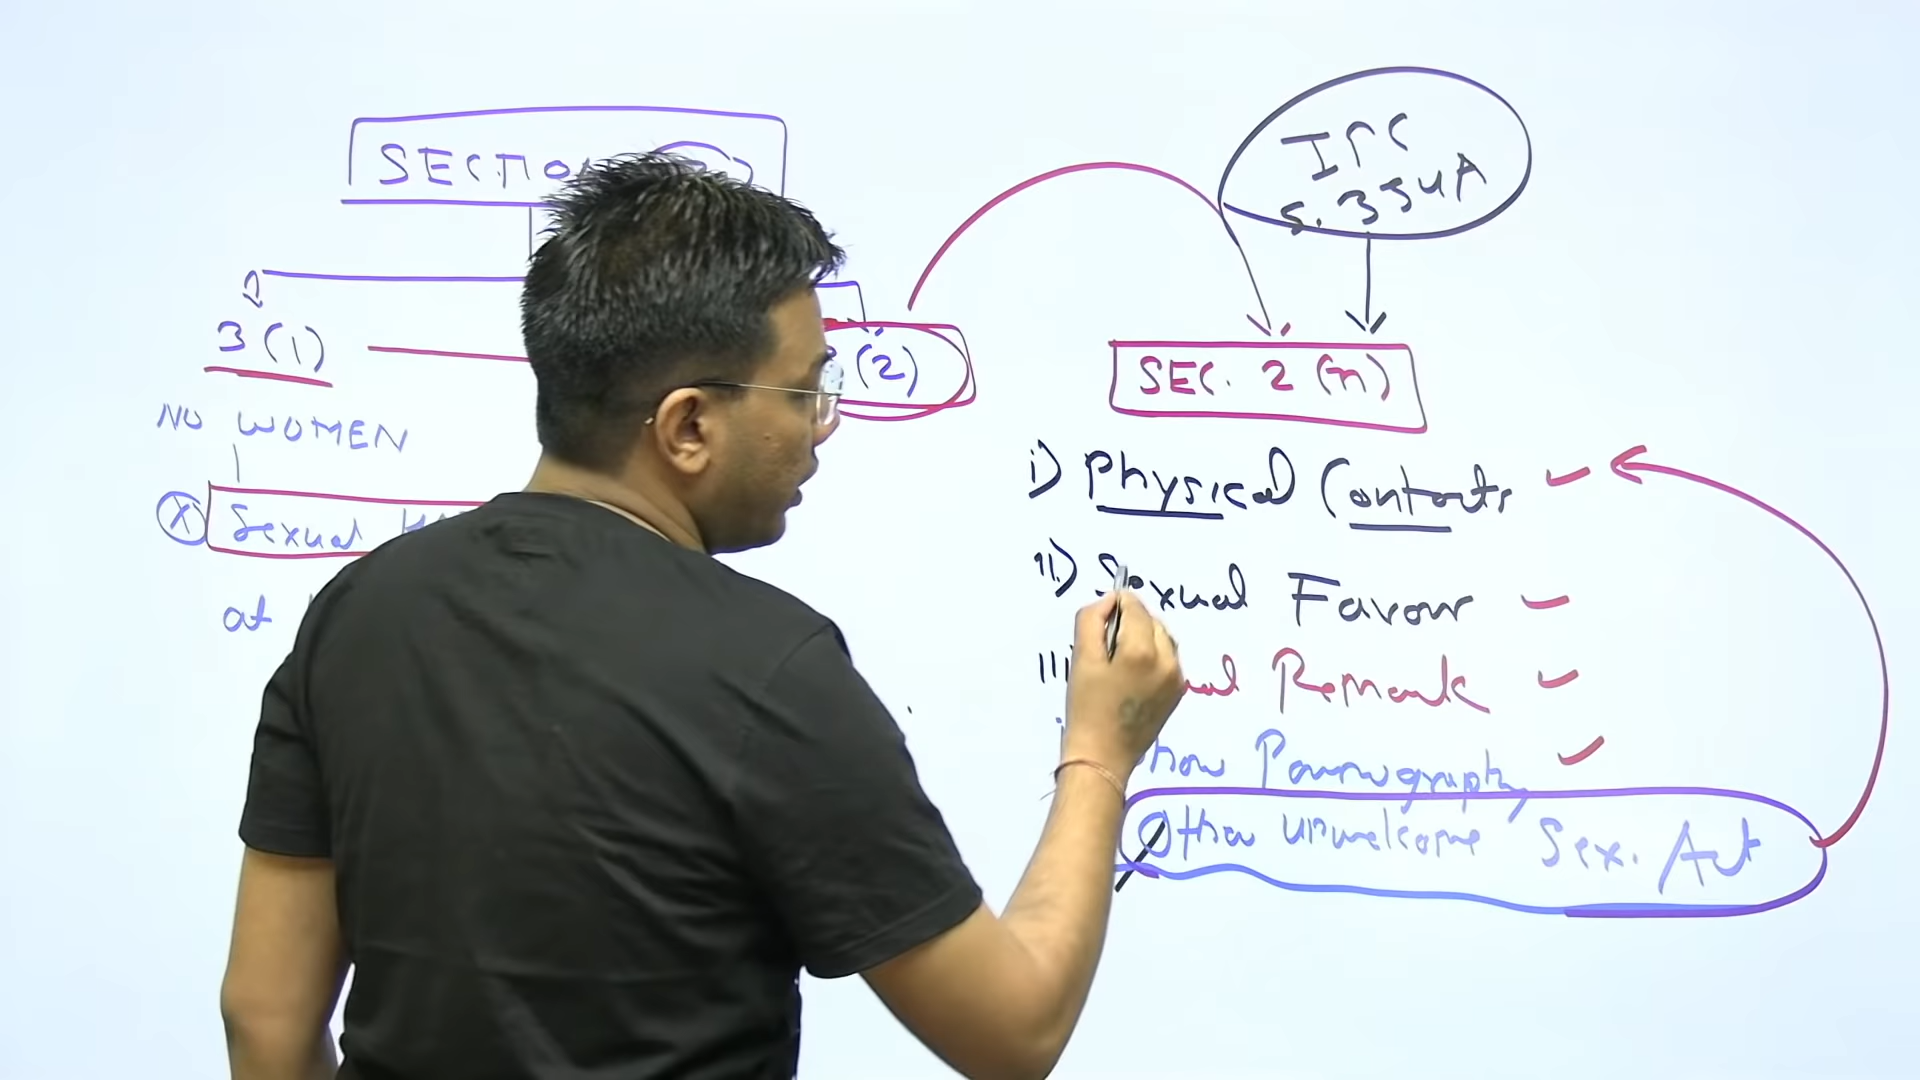 SECTION
3(1)
(2)
NO WOMEN
(X) Sexual
at
IPC
S. 354A
SEC. 2 (n)
i) Physical Contacts
ii) Sexual Favour
iii) Remark
Show Pornography
Other unwelcome Sex. Act